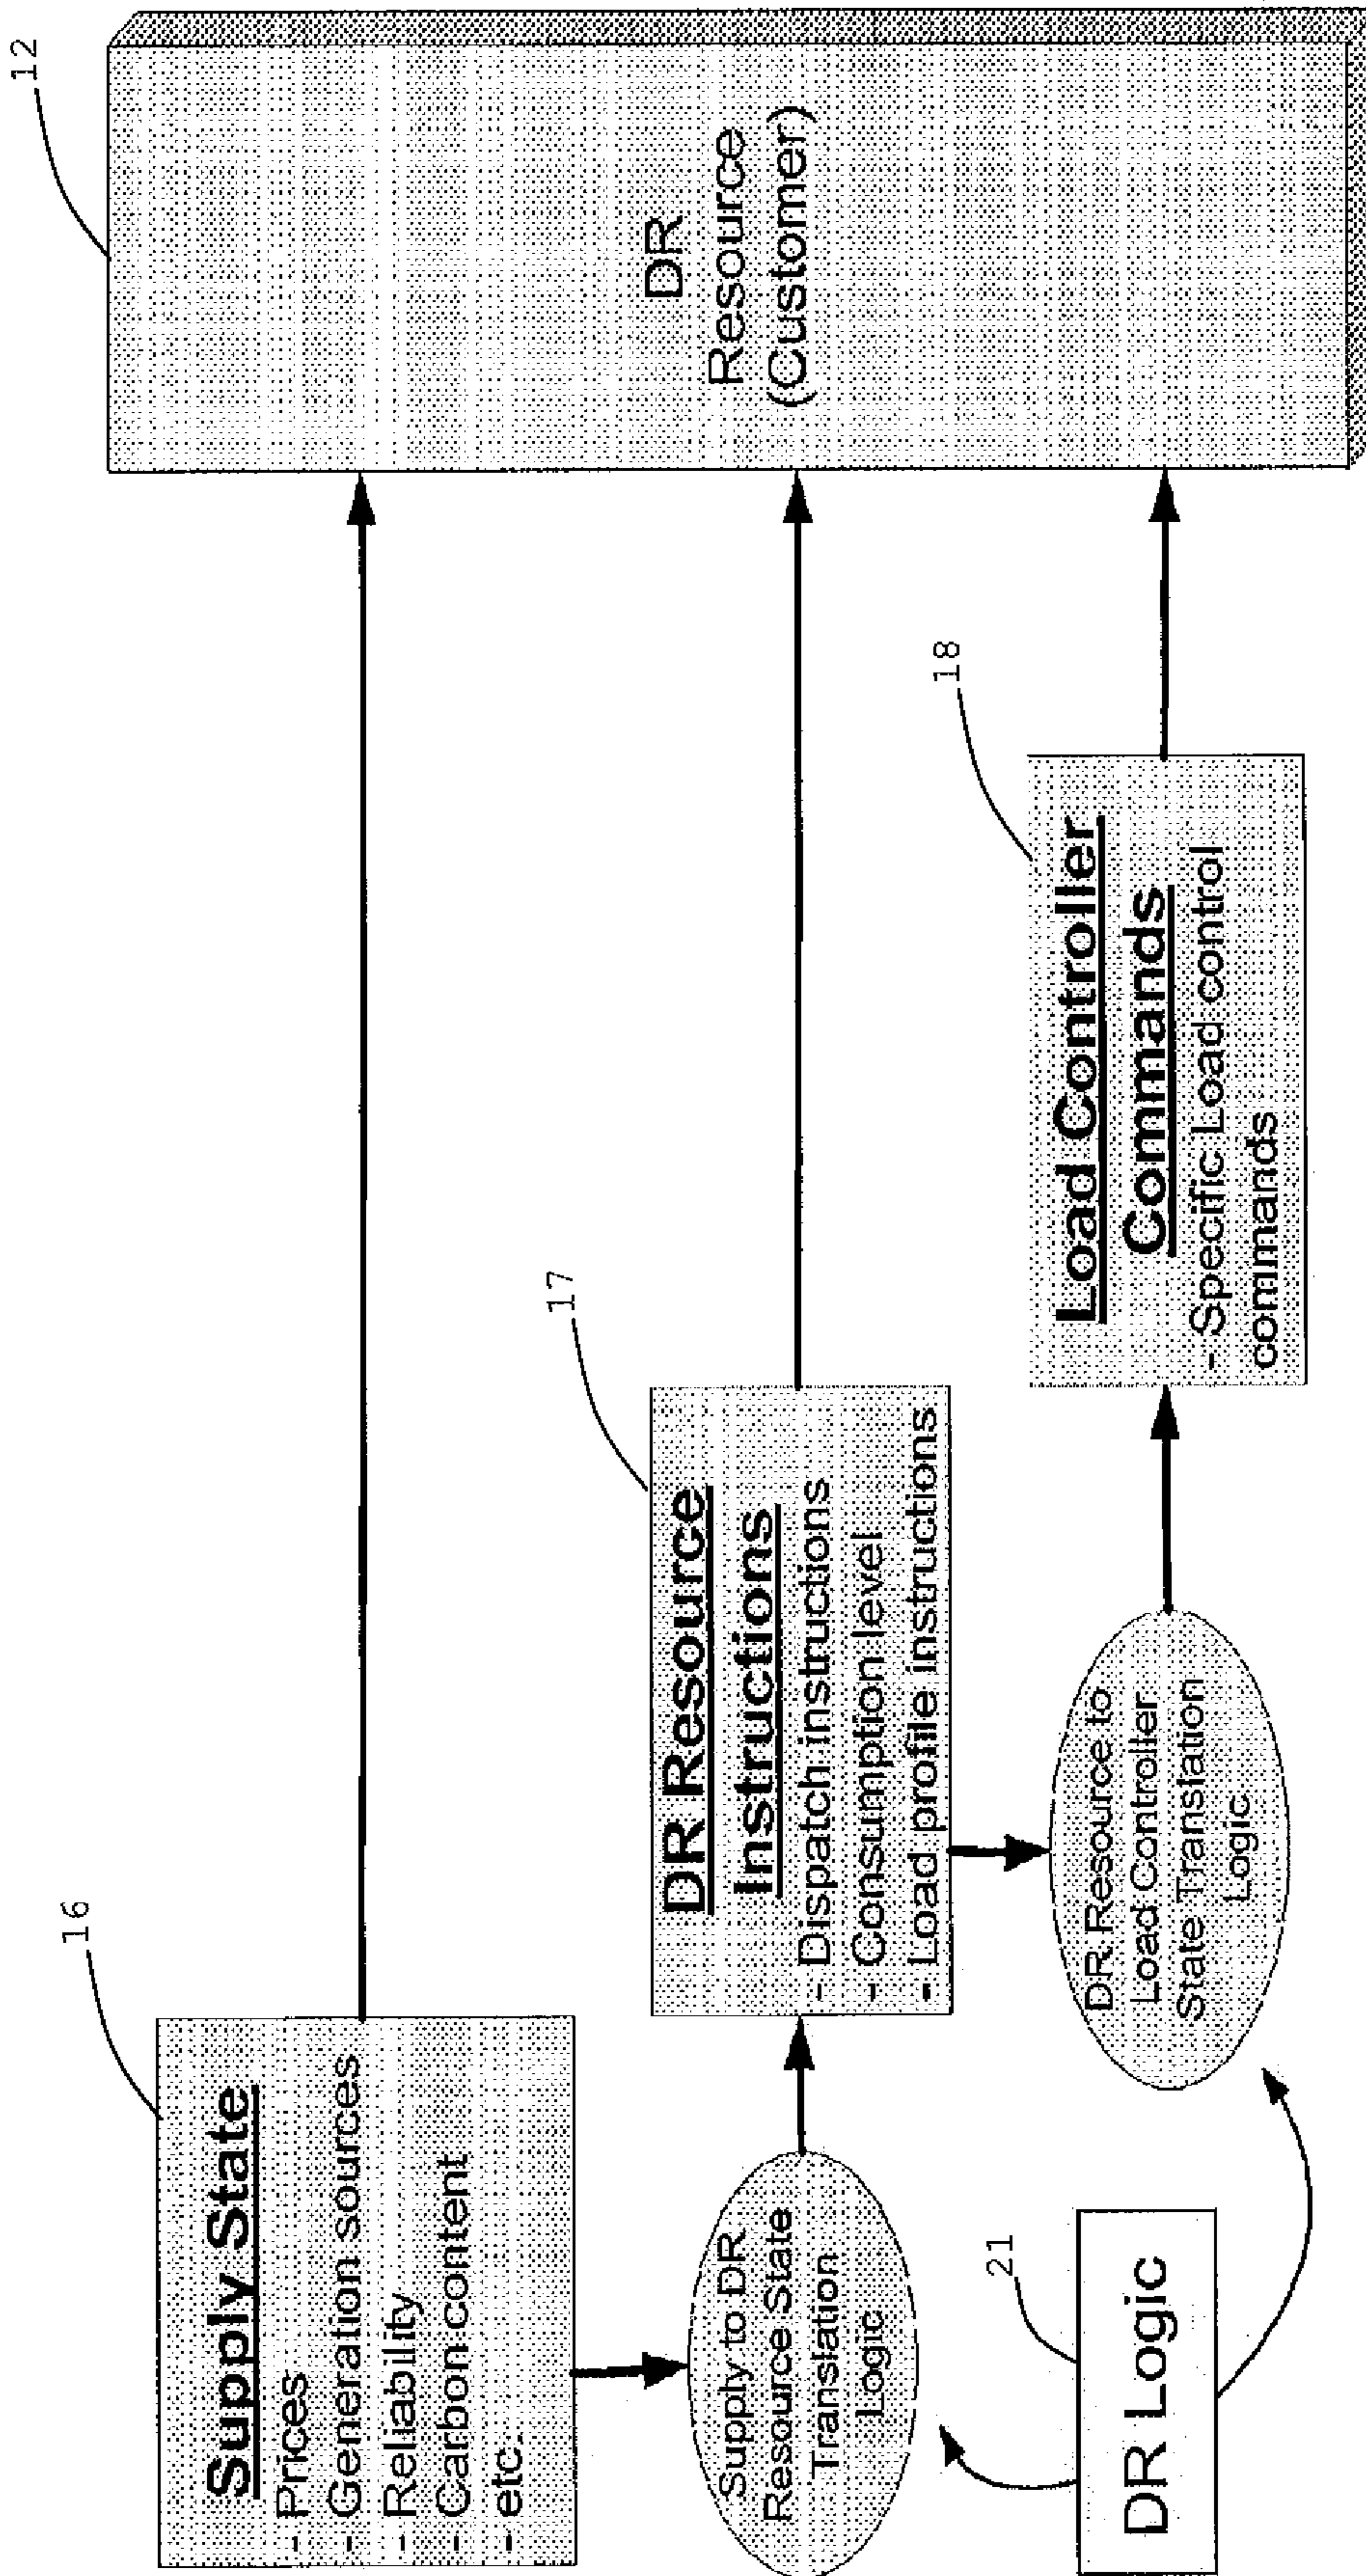 12
DR
Resource
(Customer)
16
Supply State
- Prices
- Generation sources
- Reliability
- Carbon content
- etc.
17
DR Resource
Instructions
- Dispatch instructions
- Consumption level
- Load profile instructions
18
Load Controller
Commands
- Specific Load control
commands
Supply to DR
Resource State
Translation
Logic
DR Resource to
Load Controller
State Translation
Logic
21
DR Logic